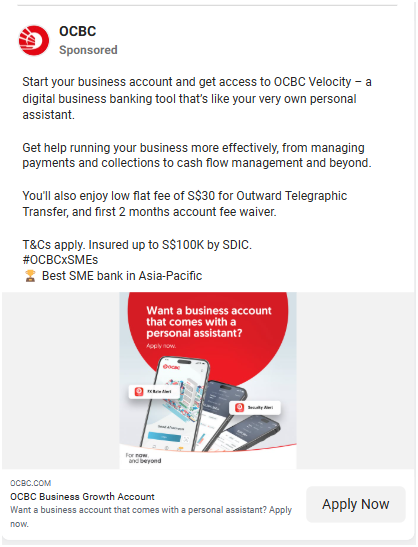 OCBC
Sponsored
Start your business account and get access to OCBC Velocity – a
digital business banking tool that's like your very own personal
assistant.
Get help running your business more effectively, from managing
payments and collections to cash flow management and beyond.
You'll also enjoy low flat fee of S$30 for Outward Telegraphic
Transfer, and first 2 months account fee waiver.
T&Cs apply. Insured up to S$100K by SDIC.
#OCBCxSMEs
🏆 Best SME bank in Asia-Pacific
Want a business account
that comes with a
personal assistant?
Apply now.
OCBC
FX Rate Alert
Security Alert
For now,
and beyond
OCBC.COM
OCBC Business Growth Account
Want a business account that comes with a personal assistant? Apply
now.
Apply Now